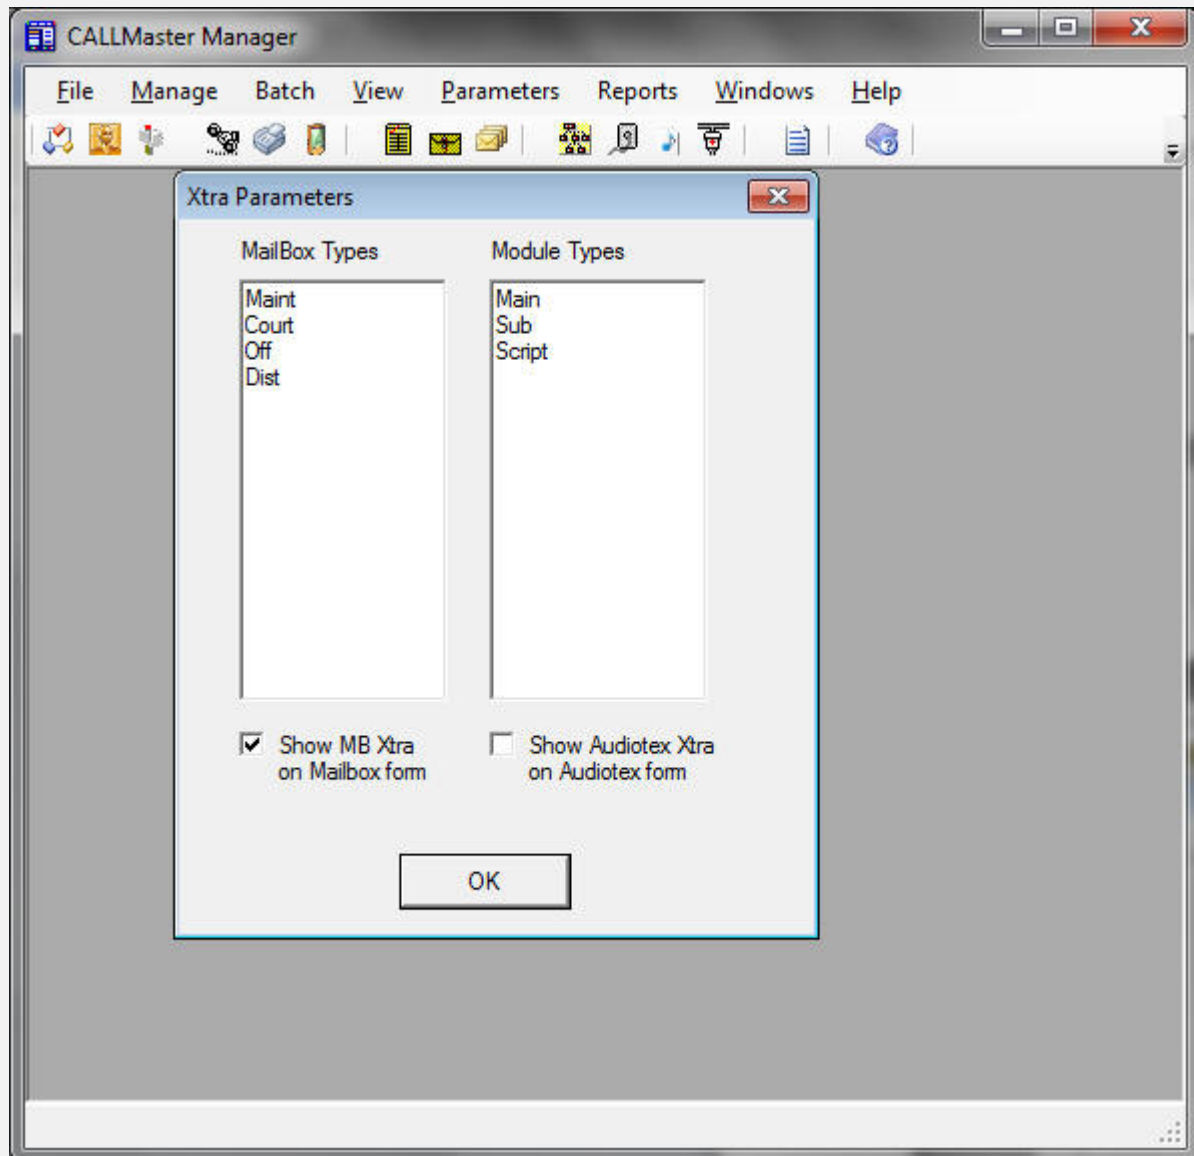 CALLMaster Manager
File Manage Batch View Parameters Reports Windows Help
Xtra Parameters
MailBox Types Module Types
Maint Main
Court Sub
Off Script
Dist
Show MB Xtra Show Audiotex Xtra
on Mailbox form on Audiotex form
OK